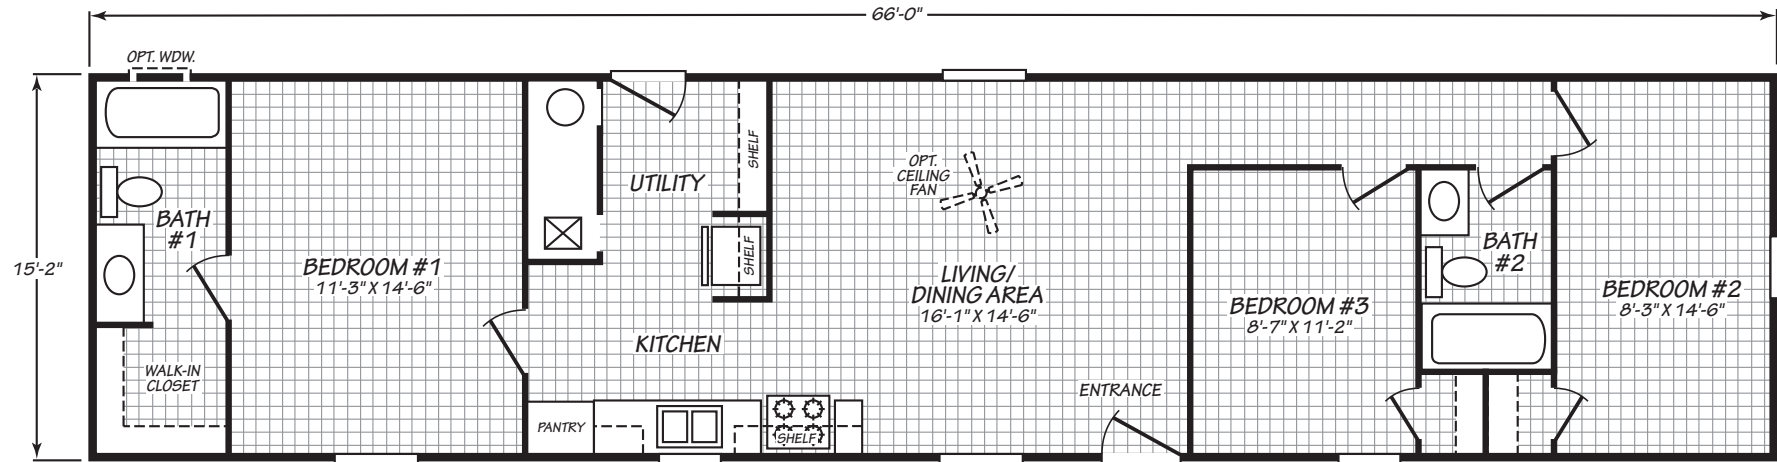 66'-0"
OPT. WDW.
15'-2"
BATH
#1
WALK-IN
CLOSET
BEDROOM #1
11'-3" X 14'-6"
UTILITY
SHELF
SHELF
KITCHEN
PANTRY
SHELF
OPT.
CEILING
FAN
LIVING/
DINING AREA
16'-1" X 14'-6"
ENTRANCE
BEDROOM #3
8'-7" X 11'-2"
BATH
#2
BEDROOM #2
8'-3" X 14'-6"